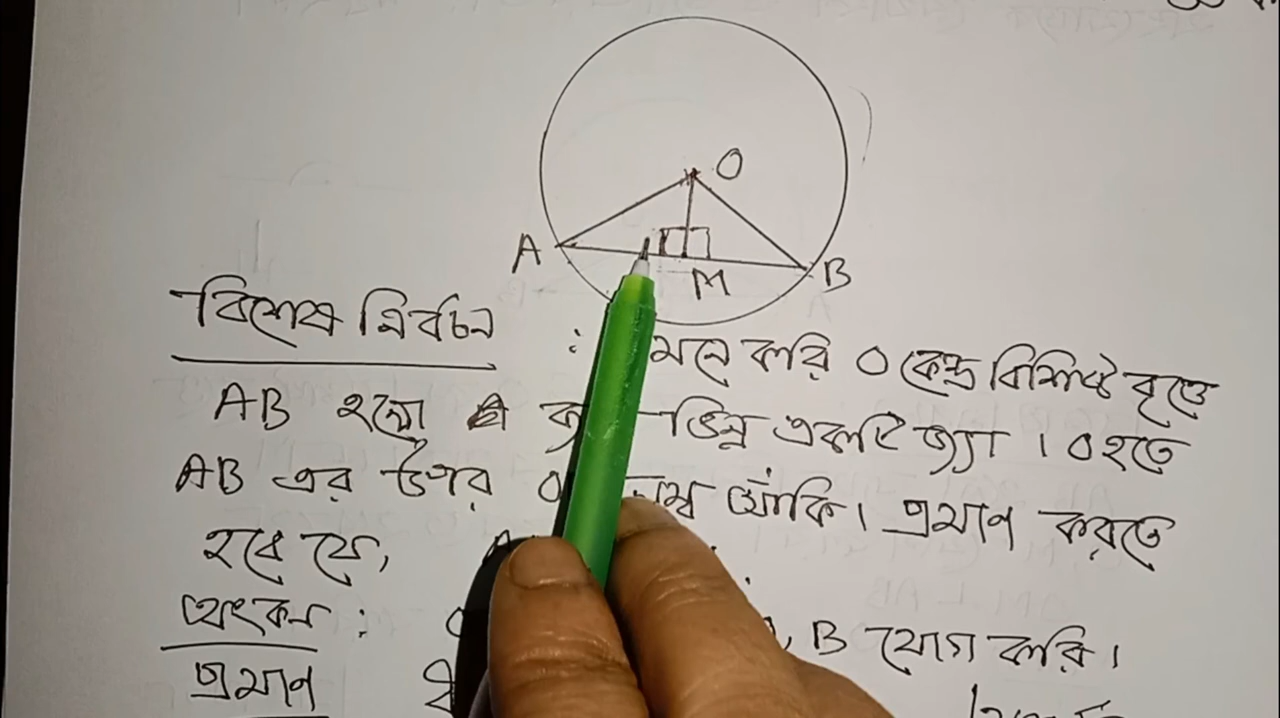 O
A
M
B
বিশেষ নির্বচন : মনে করি O কেন্দ্র বিশিষ্ট বৃত্তে
AB হলো ভিন্ন একটি জ্যা । O হতে
AB এর উপর লম্ব আঁকি । প্রমাণ করতে
হবে যে,
অংকন : , B যোগ করি ।
প্রমাণ